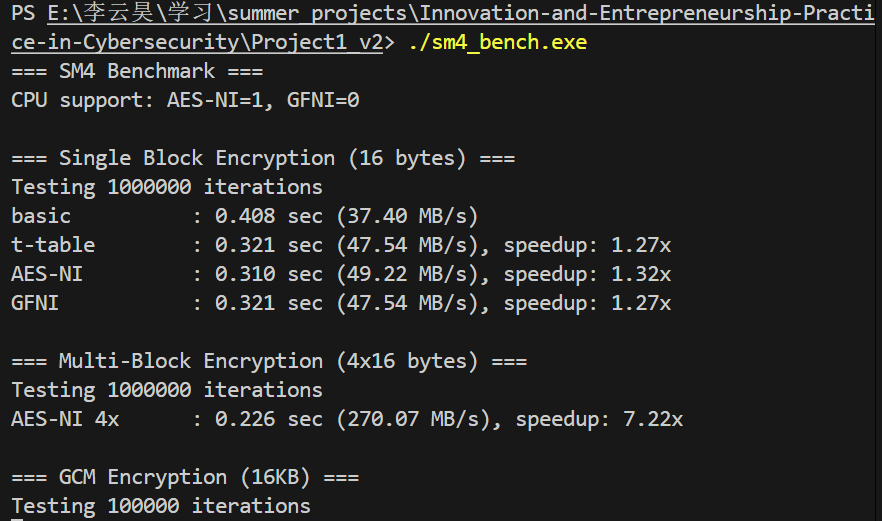 PS E:\李云昊\学习\summer_projects\Innovation-and-Entrepreneurship-Practi
ce-in-Cybersecurity\Project1_v2> ./sm4_bench.exe
=== SM4 Benchmark ===
CPU support: AES-NI=1, GFNI=0
=== Single Block Encryption (16 bytes) ===
Testing 1000000 iterations
basic          : 0.408 sec (37.40 MB/s)
t-table        : 0.321 sec (47.54 MB/s), speedup: 1.27x
AES-NI         : 0.310 sec (49.22 MB/s), speedup: 1.32x
GFNI           : 0.321 sec (47.54 MB/s), speedup: 1.27x
=== Multi-Block Encryption (4x16 bytes) ===
Testing 1000000 iterations
AES-NI 4x      : 0.226 sec (270.07 MB/s), speedup: 7.22x
=== GCM Encryption (16KB) ===
Testing 100000 iterations